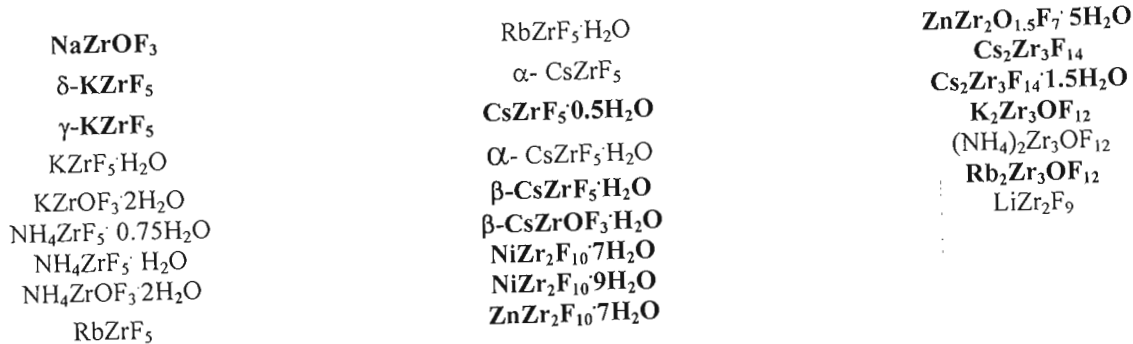 NaZrOF₃
δ-KZrF₅
γ-KZrF₅
KZrF₅·H₂O
KZrOF₃·2H₂O
NH₄ZrF₅· 0.75H₂O
NH₄ZrF₅· H₂O
NH₄ZrOF₃·2H₂O
RbZrF₅
RbZrF₅·H₂O
α- CsZrF₅
CsZrF₅·0.5H₂O
α- CsZrF₅·H₂O
β-CsZrF₅·H₂O
β-CsZrOF₃·H₂O
NiZr₂F₁₀·7H₂O
NiZr₂F₁₀·9H₂O
ZnZr₂F₁₀·7H₂O
ZnZr₂O₁.₅F₇· 5H₂O
Cs₂Zr₃F₁₄
Cs₂Zr₃F₁₄·1.5H₂O
K₂Zr₃OF₁₂
(NH₄)₂Zr₃OF₁₂
Rb₂Zr₃OF₁₂
LiZr₂F₉